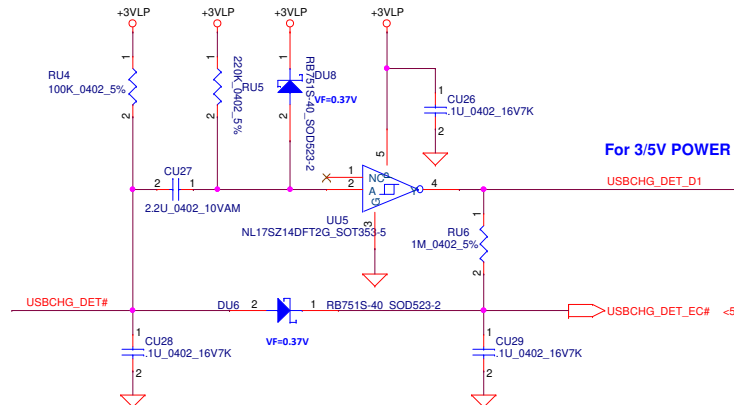 +3VLP
+3VLP
+3VLP
+3VLP
1
RU4
100K_0402_5%
2
1
220K_0402_5%
RU5
2
1
DU8
RB751S-40_SOD523-2
VF=0.37V
2
1
CU26
.1U_0402_16V7K
2
For 3/5V POWER
CU27
2
1
2.2U_0402_10VAM
5
1
NC
P
2
A
Y
4
G
3
UU5
NL17SZ14DFT2G_SOT353-5
USBCHG_DET_D1
1
RU6
1M_0402_5%
2
USBCHG_DET#
DU6
2
1
RB751S-40_SOD523-2
VF=0.37V
USBCHG_DET_EC#
<5
1
CU28
.1U_0402_16V7K
2
1
CU29
.1U_0402_16V7K
2